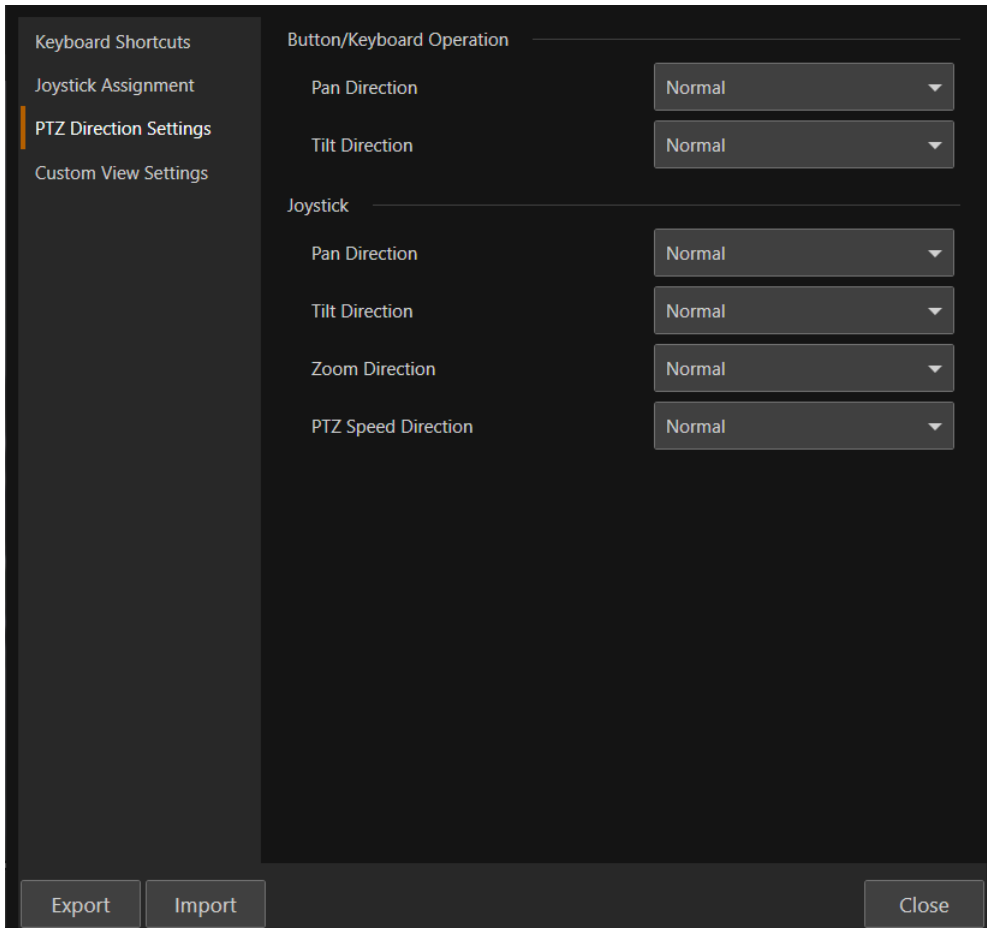 Keyboard Shortcuts
Joystick Assignment
PTZ Direction Settings
Custom View Settings
Button/Keyboard Operation
Pan Direction Normal
Tilt Direction Normal
Joystick
Pan Direction Normal
Tilt Direction Normal
Zoom Direction Normal
PTZ Speed Direction Normal
Export Import Close